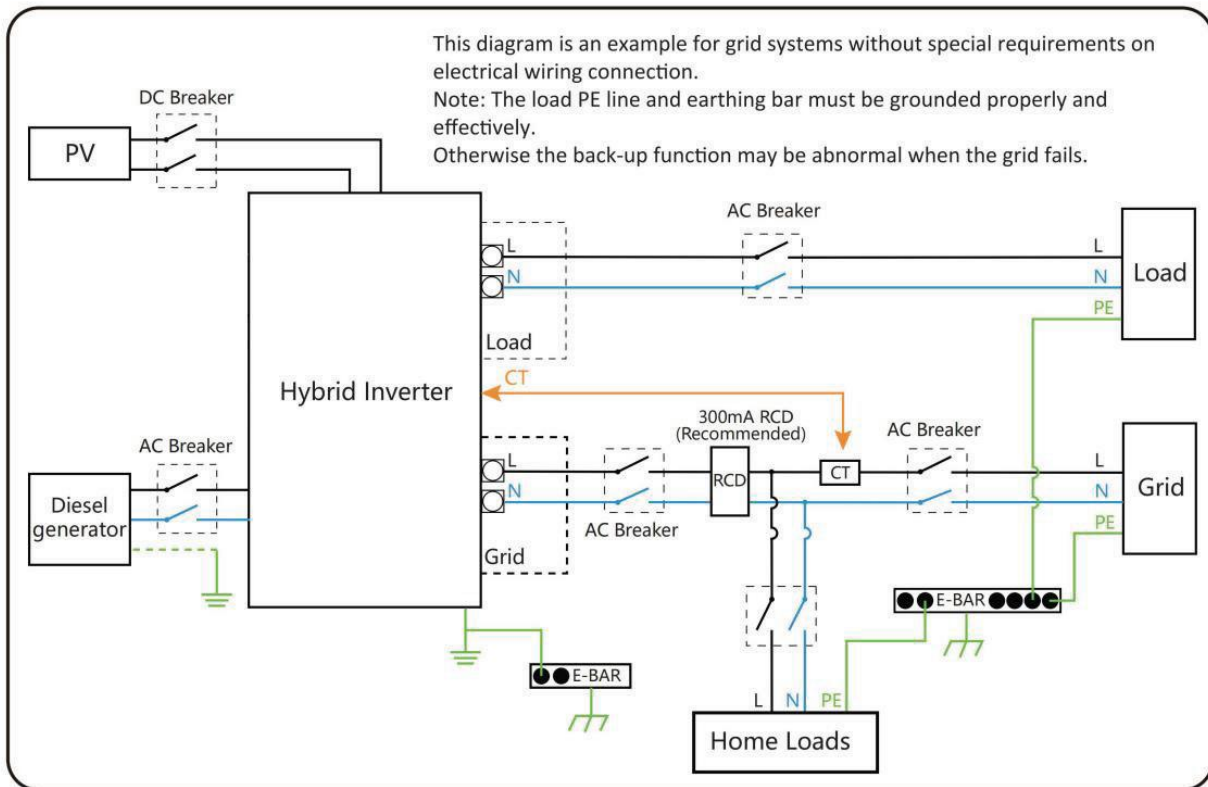 This diagram is an example for grid systems without special requirements on
electrical wiring connection.
Note: The load PE line and earthing bar must be grounded properly and
effectively.
Otherwise the back-up function may be abnormal when the grid fails.
DC Breaker
PV
AC Breaker
L
L
N
N
Load
PE
Load
Hybrid Inverter
CT
300mA RCD
(Recommended)
AC Breaker
AC Breaker
L
RCD
CT
L
N
N
Grid
Diesel
generator
AC Breaker
PE
Grid
E-BAR
E-BAR
L
N
PE
Home Loads